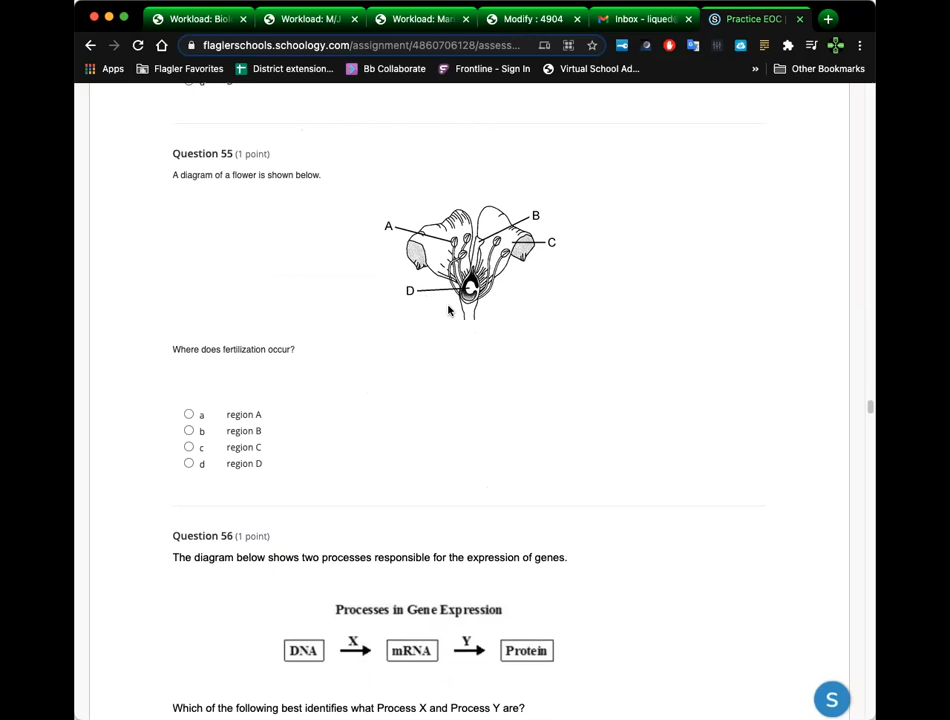 Workload: Biol
Workload: M/J
Workload: Mar
Modify : 4904
Inbox - liqued@
Practice EOC |
flaglerschools.schoology.com/assignment/4860706128/assess...
Apps
Flagler Favorites
District extension...
Bb Collaborate
Frontline - Sign In
Virtual School Ad...
»
Other Bookmarks
Question 55 (1 point)
A diagram of a flower is shown below.
A
B
C
D
Where does fertilization occur?
a region A
b region B
c region C
d region D
Question 56 (1 point)
The diagram below shows two processes responsible for the expression of genes.
Processes in Gene Expression
DNA X mRNA Y Protein
Which of the following best identifies what Process X and Process Y are?
S